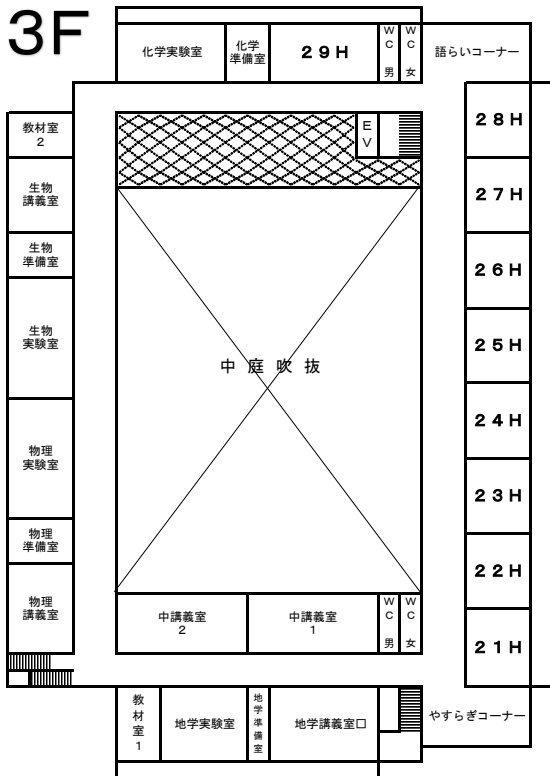 3F
化学実験室
化学
準備室
２９Ｈ
WC 男
WC 女
語らいコーナー
教材室
2
EV
２８Ｈ
生物
講義室
２７Ｈ
生物
準備室
２６Ｈ
生物
実験室
２５Ｈ
中庭吹抜
物理
実験室
２４Ｈ
２３Ｈ
物理
準備室
２２Ｈ
物理
講義室
中講義室
2
中講義室
1
WC 男
WC 女
２１Ｈ
教材室1
地学実験室
地学準備室
地学講義室口
やすらぎコーナー